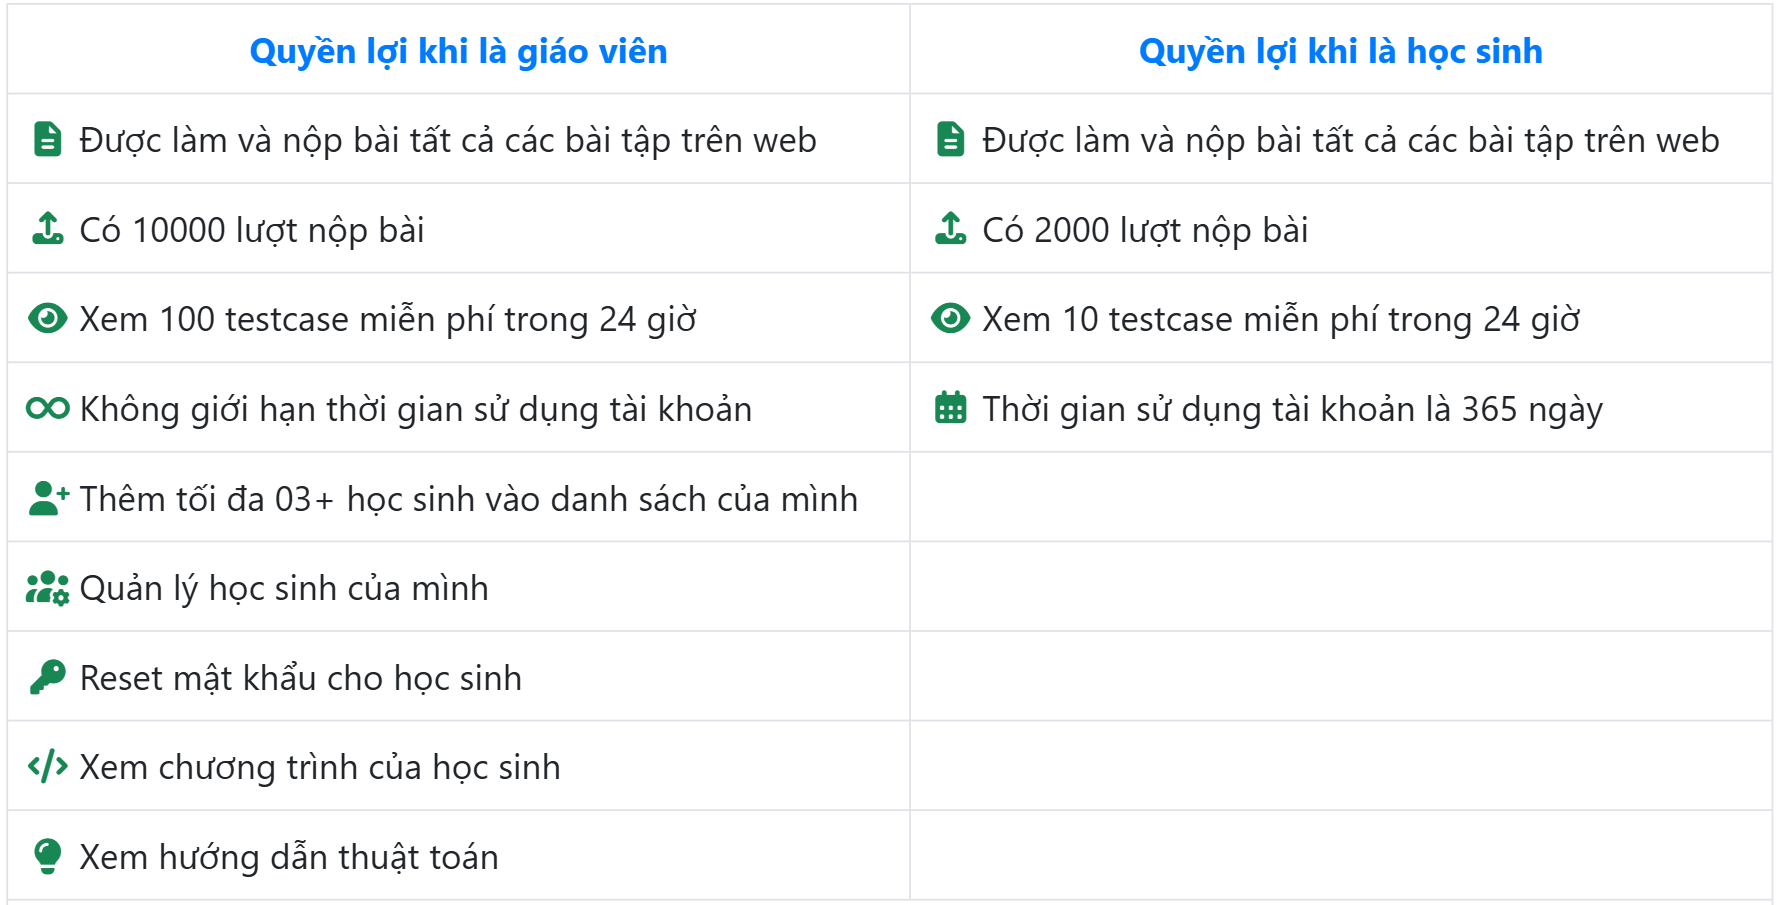 Quyền lợi khi là giáo viên
Quyền lợi khi là học sinh
Được làm và nộp bài tất cả các bài tập trên web
Được làm và nộp bài tất cả các bài tập trên web
Có 10000 lượt nộp bài
Có 2000 lượt nộp bài
Xem 100 testcase miễn phí trong 24 giờ
Xem 10 testcase miễn phí trong 24 giờ
Không giới hạn thời gian sử dụng tài khoản
Thời gian sử dụng tài khoản là 365 ngày
Thêm tối đa 03+ học sinh vào danh sách của mình
Quản lý học sinh của mình
Reset mật khẩu cho học sinh
Xem chương trình của học sinh
Xem hướng dẫn thuật toán